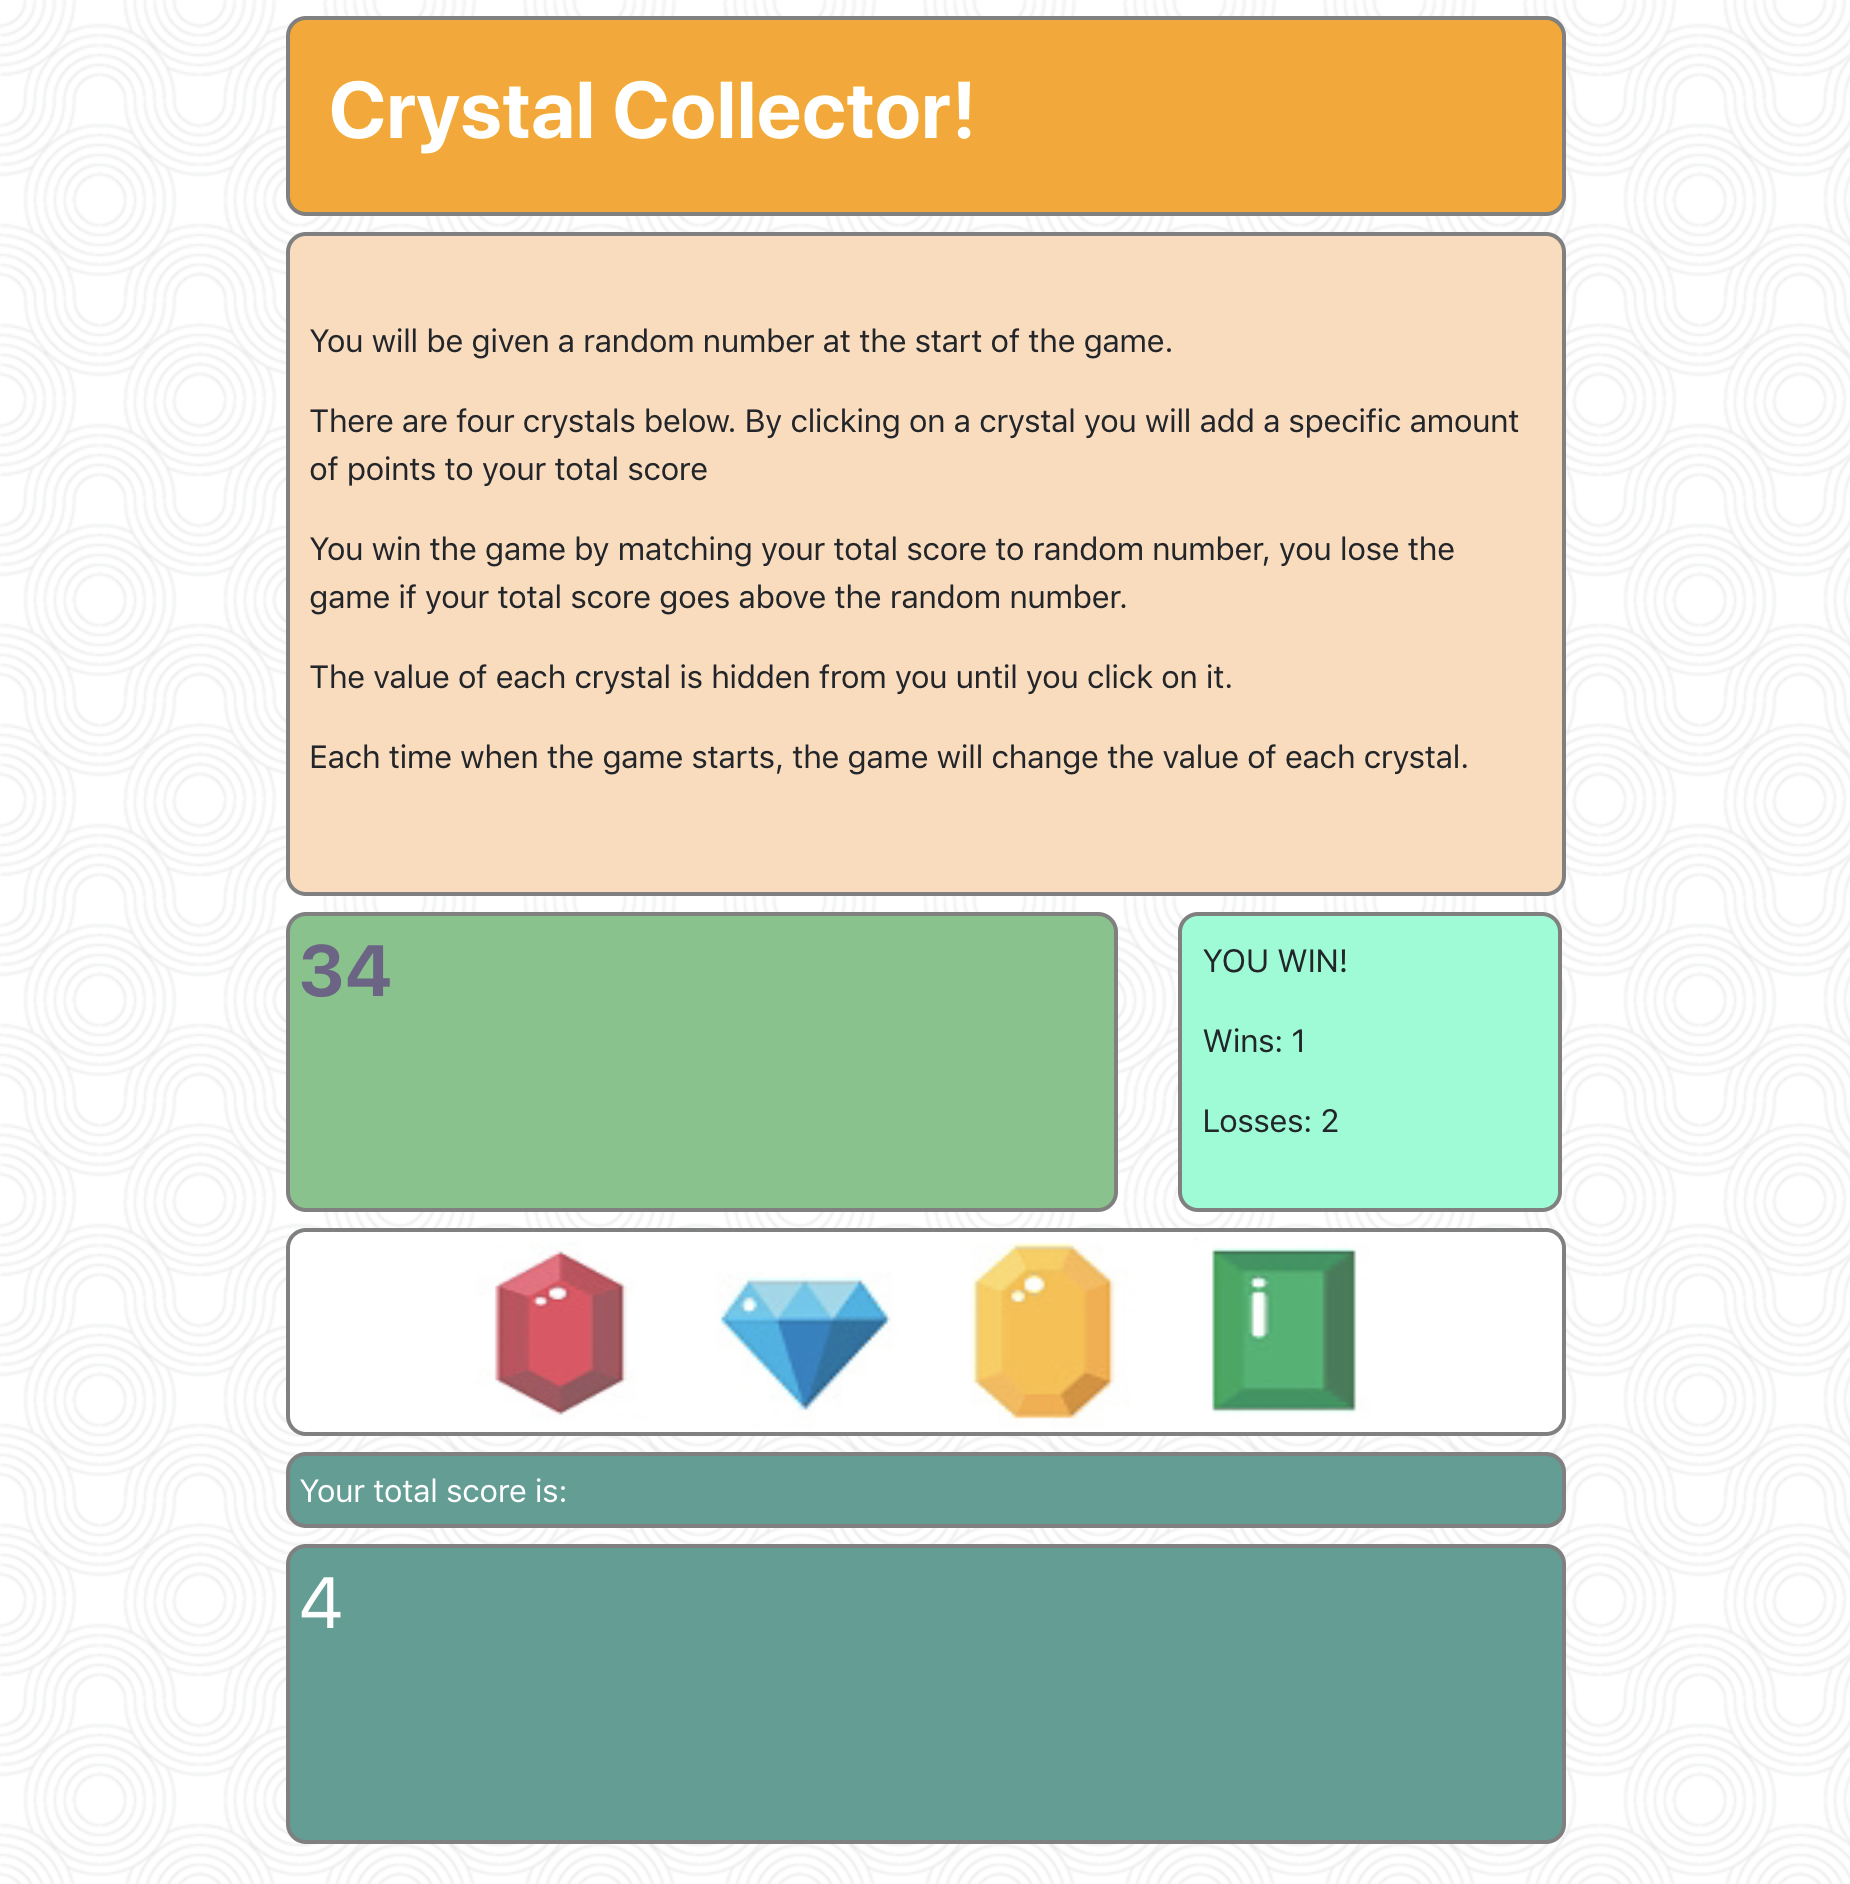 Crystal Collector!
You will be given a random number at the start of the game.
There are four crystals below. By clicking on a crystal you will add a specific amount
of points to your total score
You win the game by matching your total score to random number, you lose the
game if your total score goes above the random number.
The value of each crystal is hidden from you until you click on it.
Each time when the game starts, the game will change the value of each crystal.
34
YOU WIN!
Wins: 1
Losses: 2
Your total score is:
4